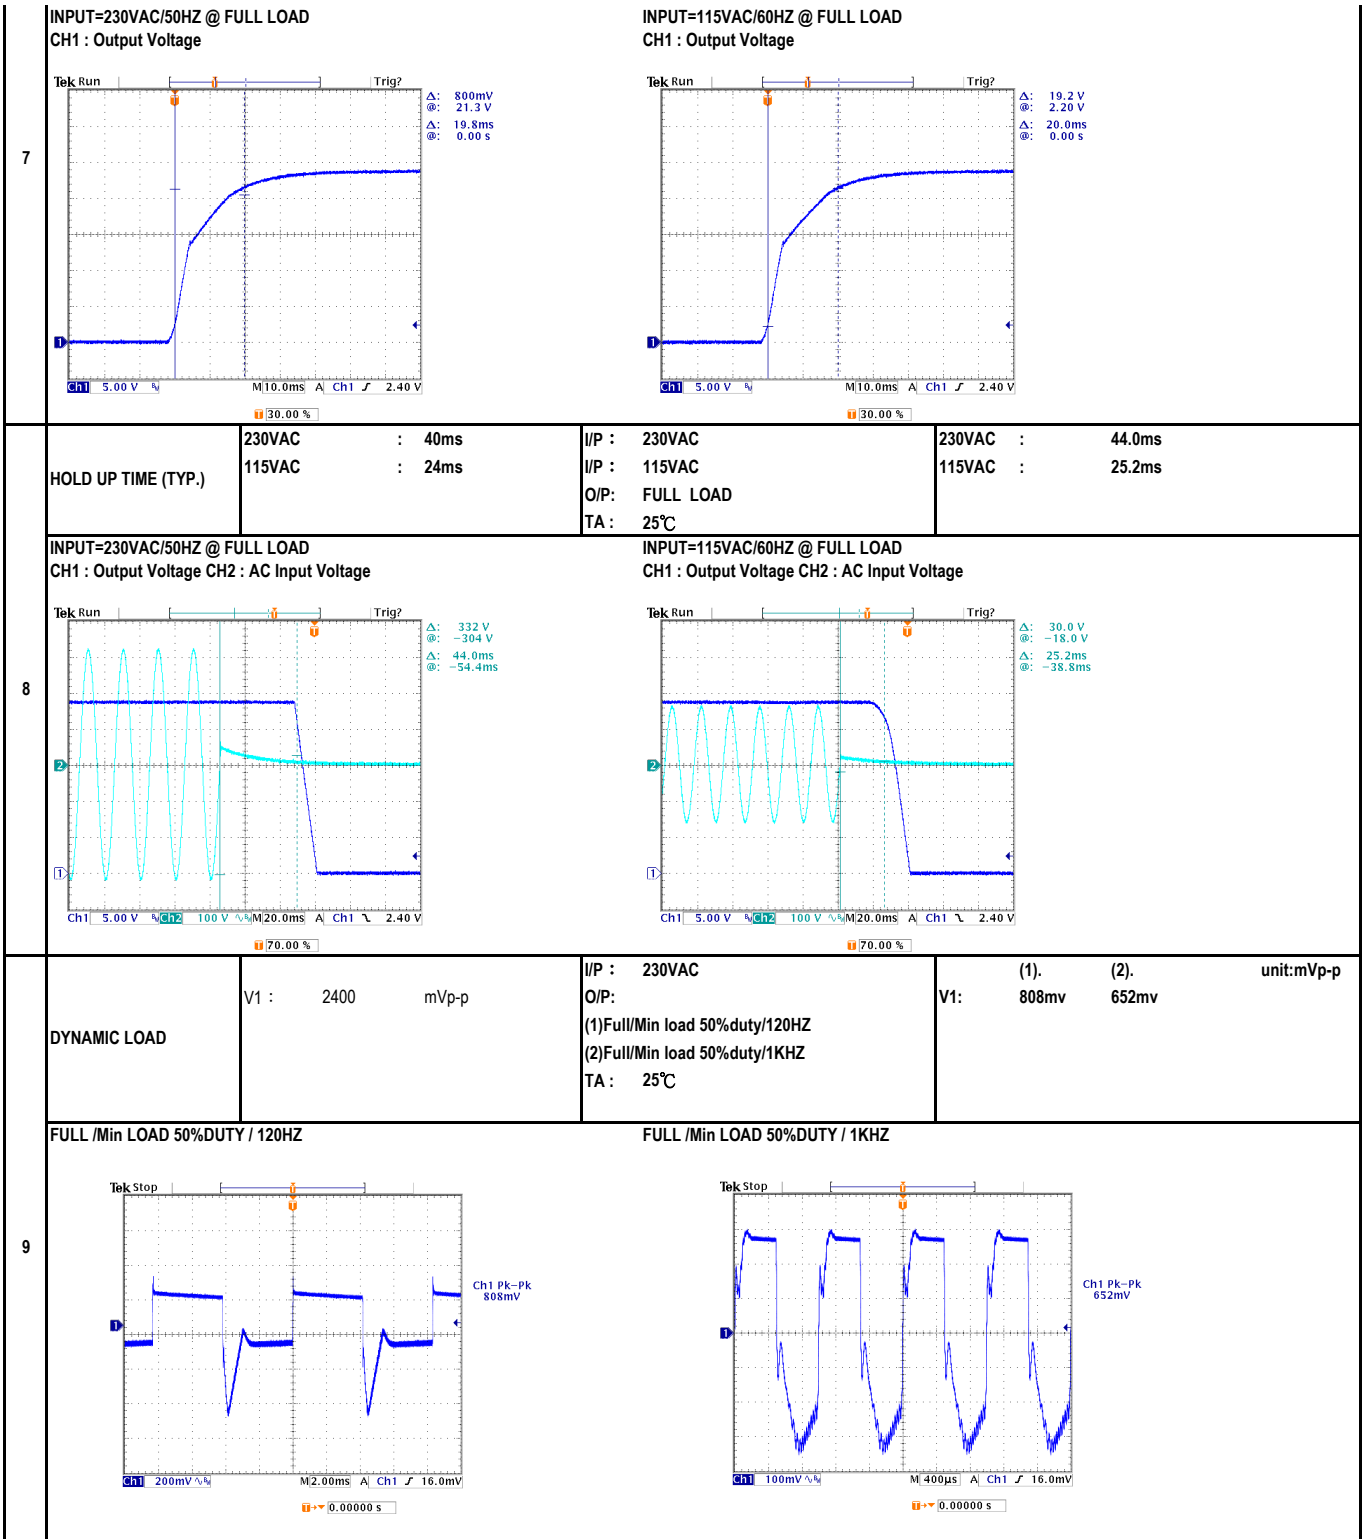 INPUT=230VAC/50HZ @ FULL LOAD
CH1 : Output Voltage
INPUT=115VAC/60HZ @ FULL LOAD
CH1 : Output Voltage
7
Tek Run Trig?
Δ: 800mV
@: 21.3 V
Δ: 19.8ms
@: 0.00 s
1
Ch1 5.00 V M 10.0ms A Ch1 2.40 V
T 30.00 %
Tek Run Trig?
Δ: 19.2 V
@: 2.20 V
Δ: 20.0ms
@: 0.00 s
1
Ch1 5.00 V M 10.0ms A Ch1 2.40 V
T 30.00 %
8
HOLD UP TIME (TYP.)
230VAC : 40ms
115VAC : 24ms
I/P : 230VAC
I/P : 115VAC
O/P: FULL LOAD
TA : 25℃
230VAC : 44.0ms
115VAC : 25.2ms
INPUT=230VAC/50HZ @ FULL LOAD
CH1 : Output Voltage CH2 : AC Input Voltage
INPUT=115VAC/60HZ @ FULL LOAD
CH1 : Output Voltage CH2 : AC Input Voltage
Tek Run Trig?
Δ: 332 V
@: -304 V
Δ: 44.0ms
@: -54.4ms
2
1
Ch1 5.00 V Ch2 100 V M 20.0ms A Ch1 2.40 V
T 70.00 %
Tek Run Trig?
Δ: 30.0 V
@: -18.0 V
Δ: 25.2ms
@: -38.8ms
2
1
Ch1 5.00 V Ch2 100 V M 20.0ms A Ch1 2.40 V
T 70.00 %
9
DYNAMIC LOAD
V1 : 2400 mVp-p
I/P : 230VAC
O/P:
(1)Full/Min load 50%duty/120HZ
(2)Full/Min load 50%duty/1KHZ
TA : 25℃
(1). (2). unit:mVp-p
V1: 808mv 652mv
FULL /Min LOAD 50%DUTY / 120HZ
FULL /Min LOAD 50%DUTY / 1KHZ
Tek Stop
Ch1 Pk-Pk
808mV
1
Ch1 200mV M 2.00ms A Ch1 16.0mV
T 0.00000 s
Tek Stop
Ch1 Pk-Pk
652mV
1
Ch1 100mV M 400µs A Ch1 16.0mV
T 0.00000 s